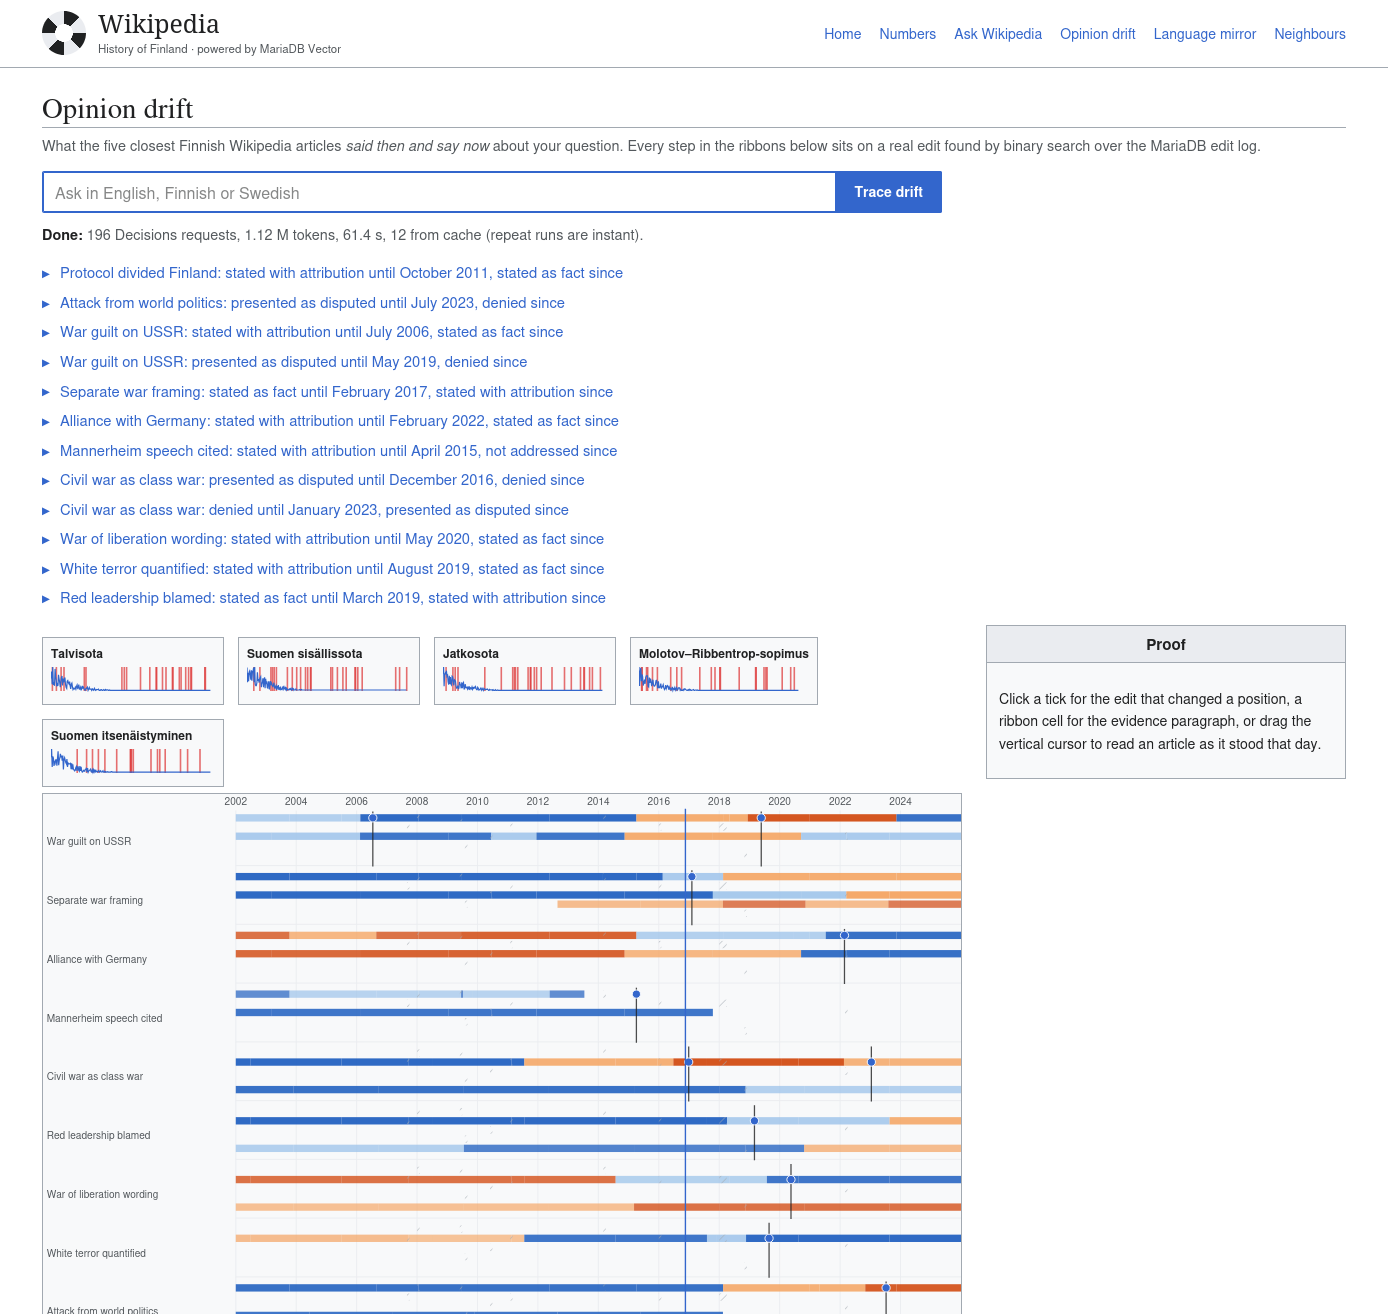 Wikipedia
History of Finland · powered by MariaDB Vector
Home Numbers Ask Wikipedia Opinion drift Language mirror Neighbours
Opinion drift
What the five closest Finnish Wikipedia articles said then and say now about your question. Every step in the ribbons below sits on a real edit found by binary search over the MariaDB edit log.
Ask in English, Finnish or Swedish
Trace drift
Done: 196 Decisions requests, 1.12 M tokens, 61.4 s, 12 from cache (repeat runs are instant).
▶ Protocol divided Finland: stated with attribution until October 2011, stated as fact since
▶ Attack from world politics: presented as disputed until July 2023, denied since
▶ War guilt on USSR: stated with attribution until July 2006, stated as fact since
▶ War guilt on USSR: presented as disputed until May 2019, denied since
▶ Separate war framing: stated as fact until February 2017, stated with attribution since
▶ Alliance with Germany: stated with attribution until February 2022, stated as fact since
▶ Mannerheim speech cited: stated with attribution until April 2015, not addressed since
▶ Civil war as class war: presented as disputed until December 2016, denied since
▶ Civil war as class war: denied until January 2023, presented as disputed since
▶ War of liberation wording: stated with attribution until May 2020, stated as fact since
▶ White terror quantified: stated with attribution until August 2019, stated as fact since
▶ Red leadership blamed: stated as fact until March 2019, stated with attribution since
Talvisota
Suomen sisällissota
Jatkosota
Molotov–Ribbentrop-sopimus
Suomen itsenäistyminen
Proof
Click a tick for the edit that changed a position, a
ribbon cell for the evidence paragraph, or drag the
vertical cursor to read an article as it stood that day.
2002 2004 2006 2008 2010 2012 2014 2016 2018 2020 2022 2024
War guilt on USSR
Separate war framing
Alliance with Germany
Mannerheim speech cited
Civil war as class war
Red leadership blamed
War of liberation wording
White terror quantified
Attack from world politics